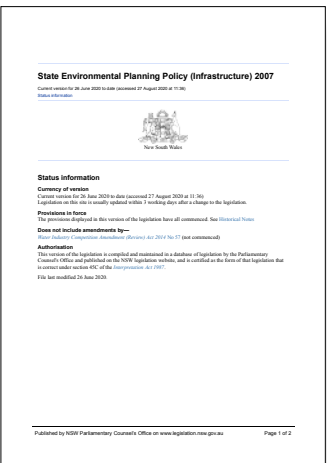 State Environmental Planning Policy (Infrastructure) 2007
Current version for 26 June 2020 to date (accessed 27 August 2020 at 11:36)
Status information
New South Wales
Status information
Currency of version
Current version for 26 June 2020 to date (accessed 27 August 2020 at 11:36)
Legislation on this site is usually updated within 3 working days after a change to the legislation.
Provisions in force
The provisions displayed in this version of the legislation have all commenced. See Historical Notes
Does not include amendments by—
Water Industry Competition Amendment (Review) Act 2014 No 57 (not commenced)
Authorisation
This version of the legislation is compiled and maintained in a database of legislation by the Parliamentary
Counsel's Office and published on the NSW legislation website, and is certified as the form of that legislation that
is correct under section 45C of the Interpretation Act 1987.
File last modified 26 June 2020.
Published by NSW Parliamentary Counsel's Office on www.legislation.nsw.gov.au Page 1 of 2